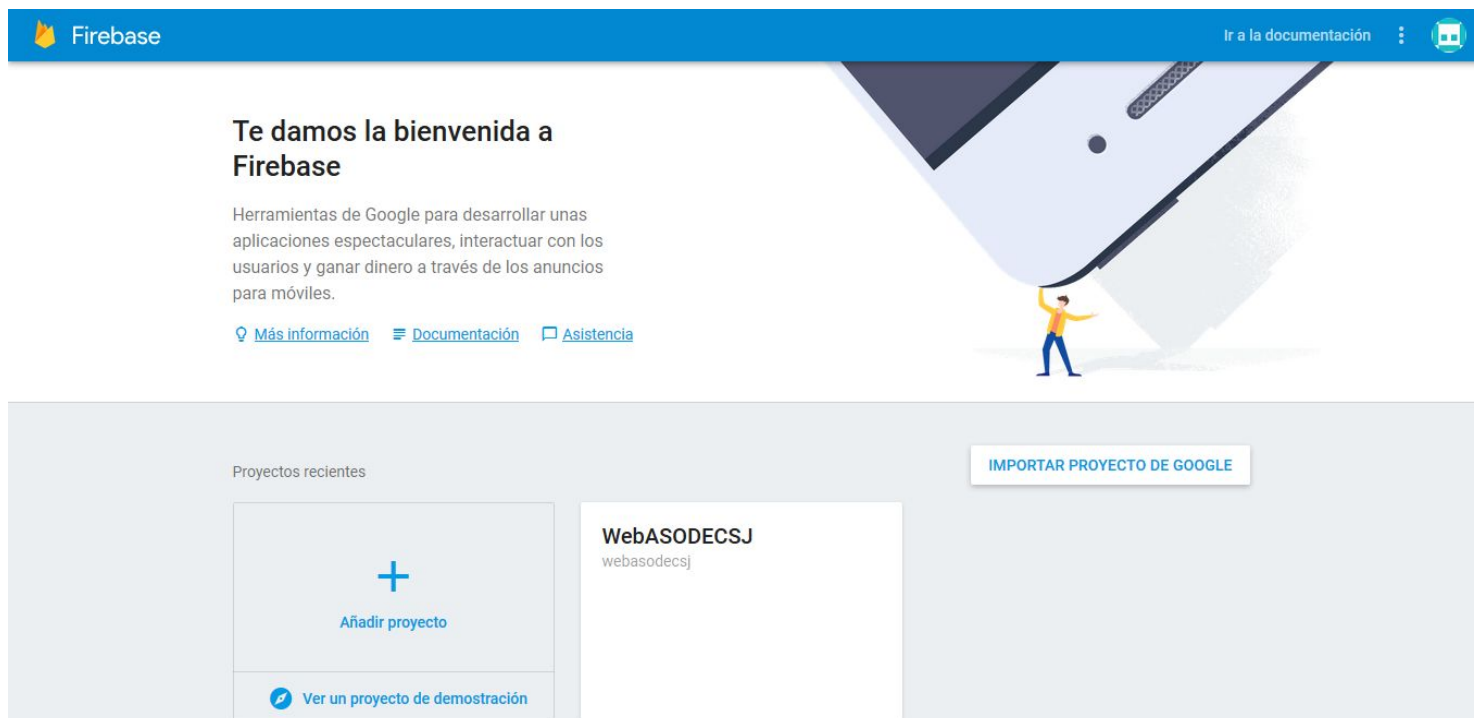 Firebase
Ir a la documentación
Te damos la bienvenida a
Firebase
Herramientas de Google para desarrollar unas
aplicaciones espectaculares, interactuar con los
usuarios y ganar dinero a través de los anuncios
para móviles.
Más información Documentación Asistencia
Proyectos recientes
IMPORTAR PROYECTO DE GOOGLE
Añadir proyecto
Ver un proyecto de demostración
WebASODECSJ
webasodecsj